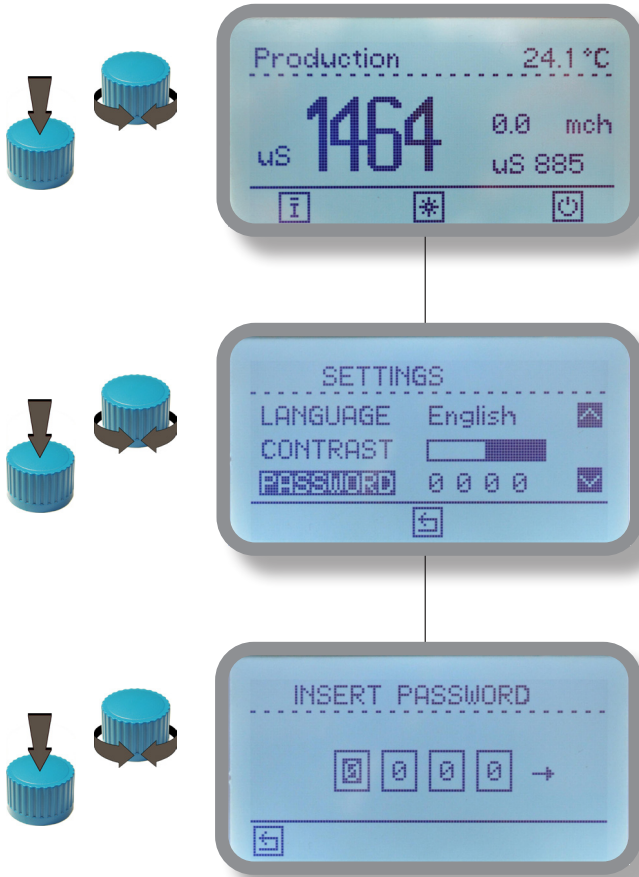 Production 24.1 °C
uS 1464 0.0 mch
uS 885
I
SETTINGS
LANGUAGE English
CONTRAST
PASSWORD 0 0 0 0
INSERT PASSWORD
0 0 0